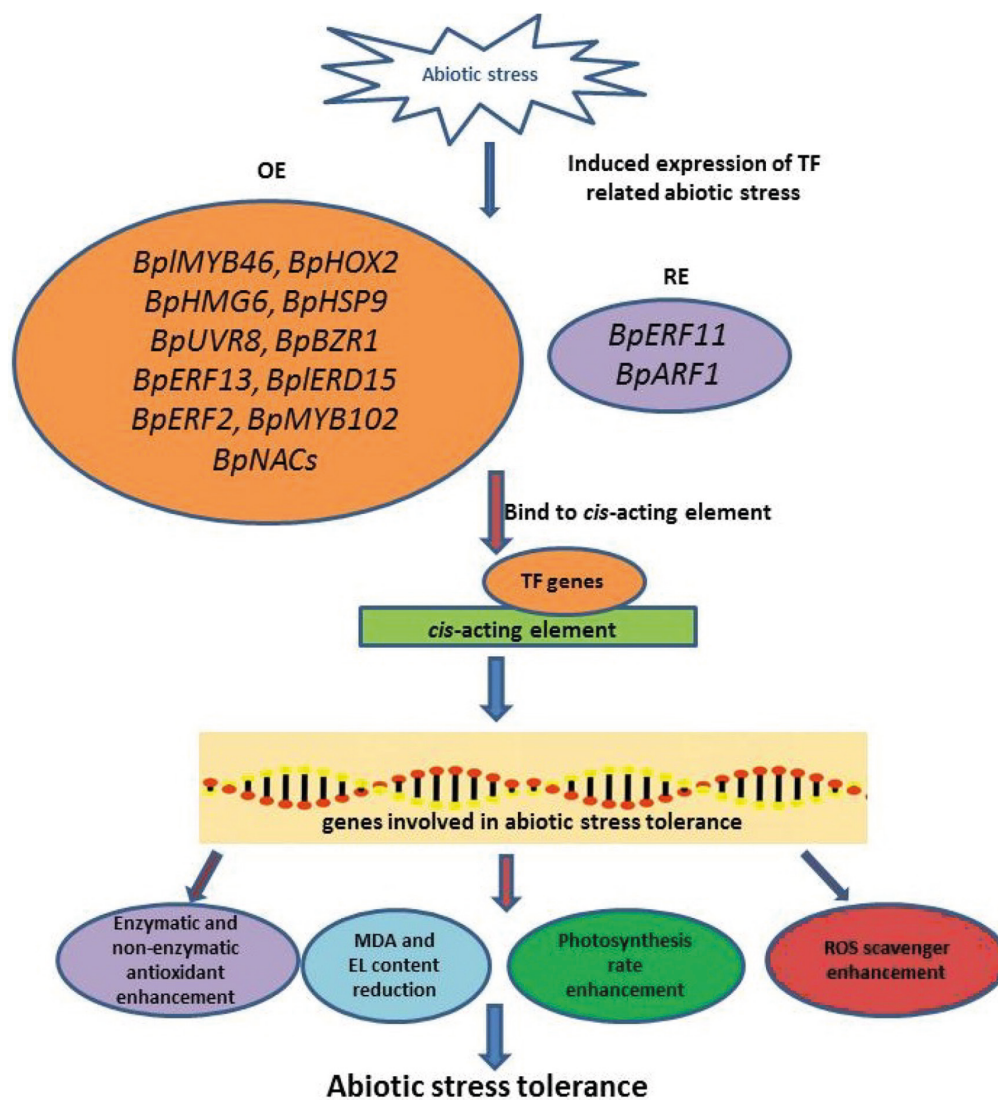 Abiotic stress
Induced expression of TF
related abiotic stress
OE
BplMYB46, BpHOX2
BpHMG6, BpHSP9
BpUVR8, BpBZR1
BpERF13, BplERD15
BpERF2, BpMYB102
BpNACs
RE
BpERF11
BpARF1
Bind to cis-acting element
TF genes
cis-acting element
genes involved in abiotic stress tolerance
Enzymatic and
non-enzymatic
antioxidant
enhancement
MDA and
EL content
reduction
Photosynthesis
rate
enhancement
ROS scavenger
enhancement
Abiotic stress tolerance